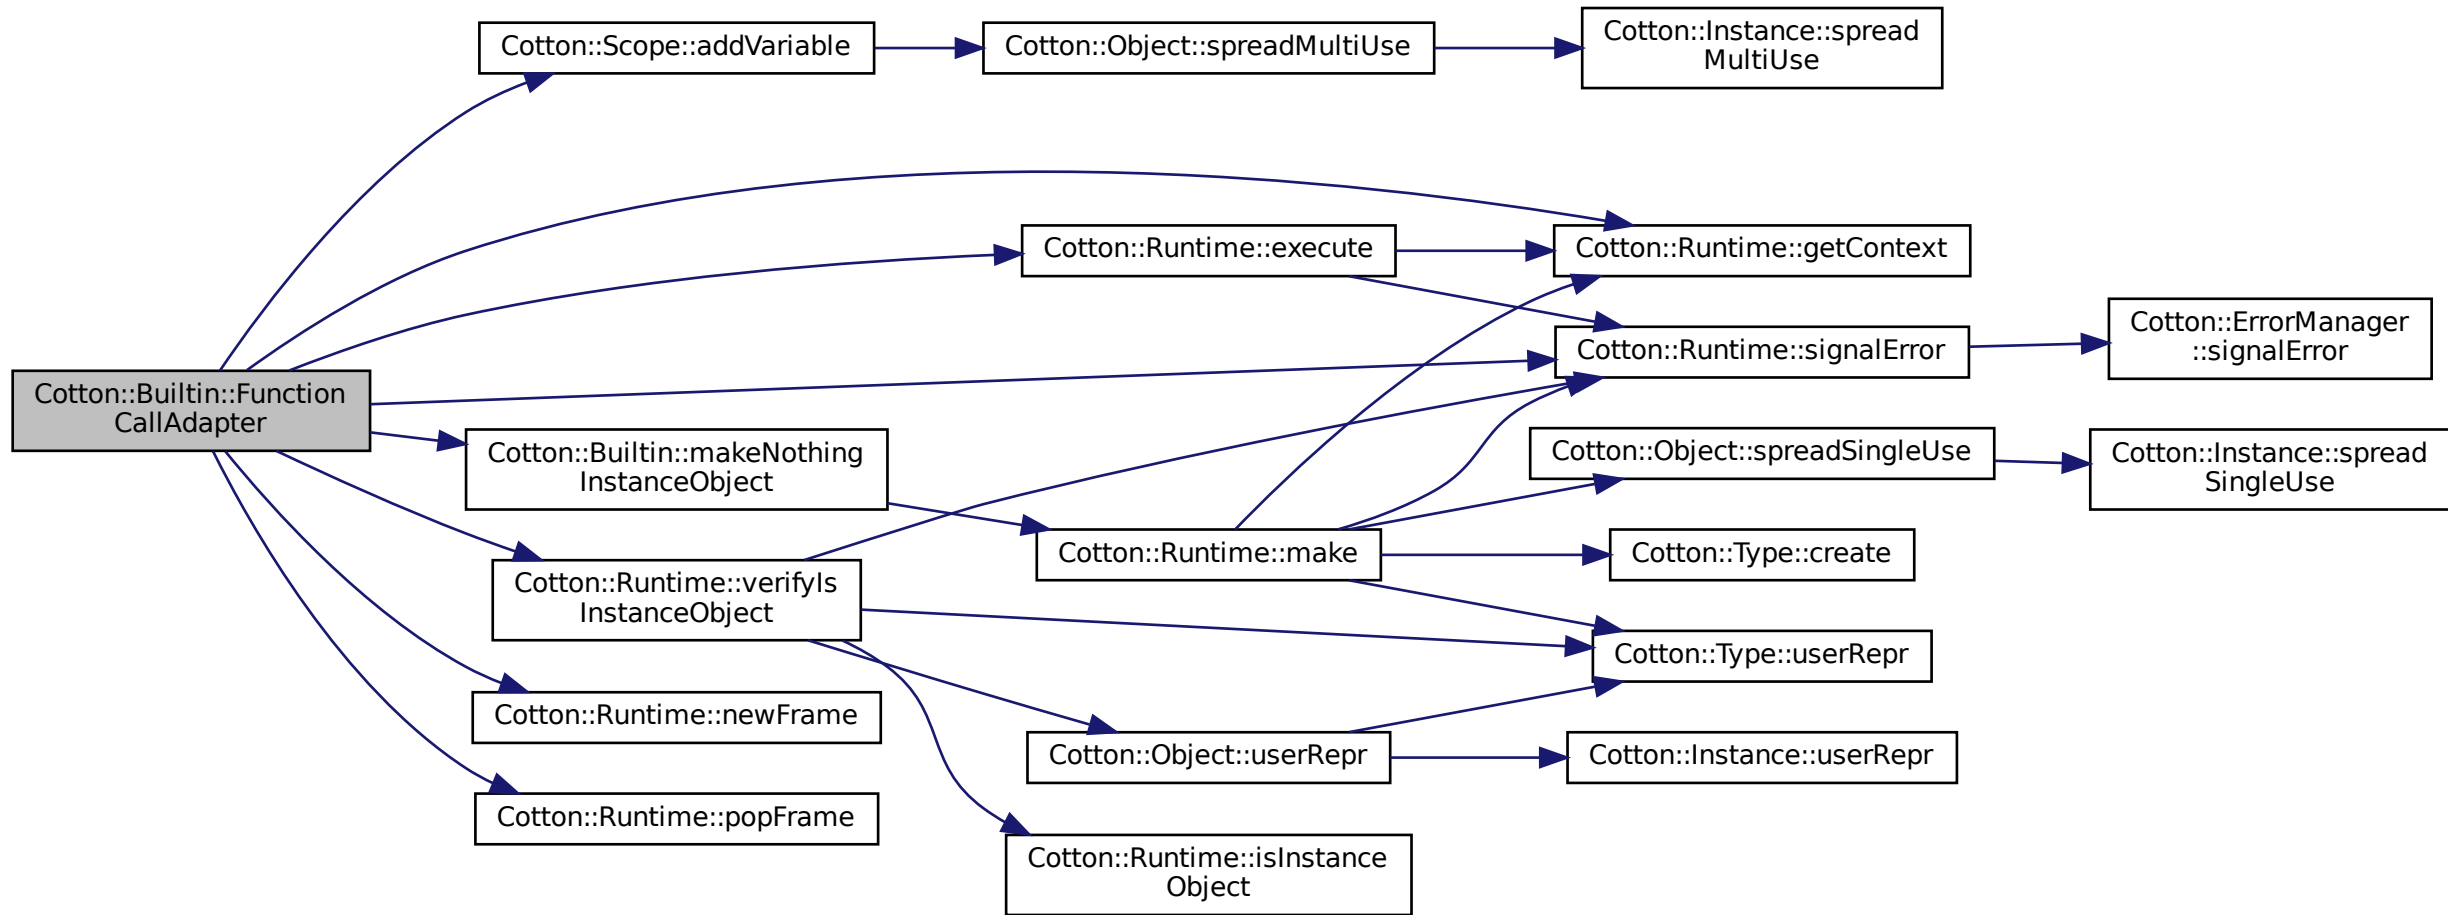 Cotton::Scope::addVariable
Cotton::Object::spreadMultiUse
Cotton::Instance::spread
MultiUse
Cotton::Runtime::execute
Cotton::Runtime::getContext
Cotton::Runtime::signalError
Cotton::ErrorManager
::signalError
Cotton::Builtin::Function
CallAdapter
Cotton::Builtin::makeNothing
InstanceObject
Cotton::Object::spreadSingleUse
Cotton::Instance::spread
SingleUse
Cotton::Runtime::make
Cotton::Type::create
Cotton::Runtime::verifyIs
InstanceObject
Cotton::Type::userRepr
Cotton::Runtime::newFrame
Cotton::Object::userRepr
Cotton::Instance::userRepr
Cotton::Runtime::popFrame
Cotton::Runtime::isInstance
Object